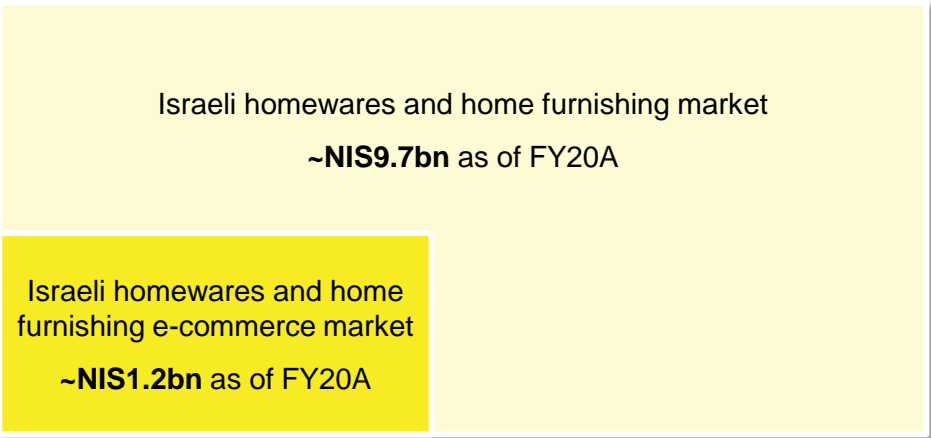 Israeli homewares and home furnishing market
~NIS9.7bn as of FY20A
Israeli homewares and home
furnishing e-commerce market
~NIS1.2bn as of FY20A